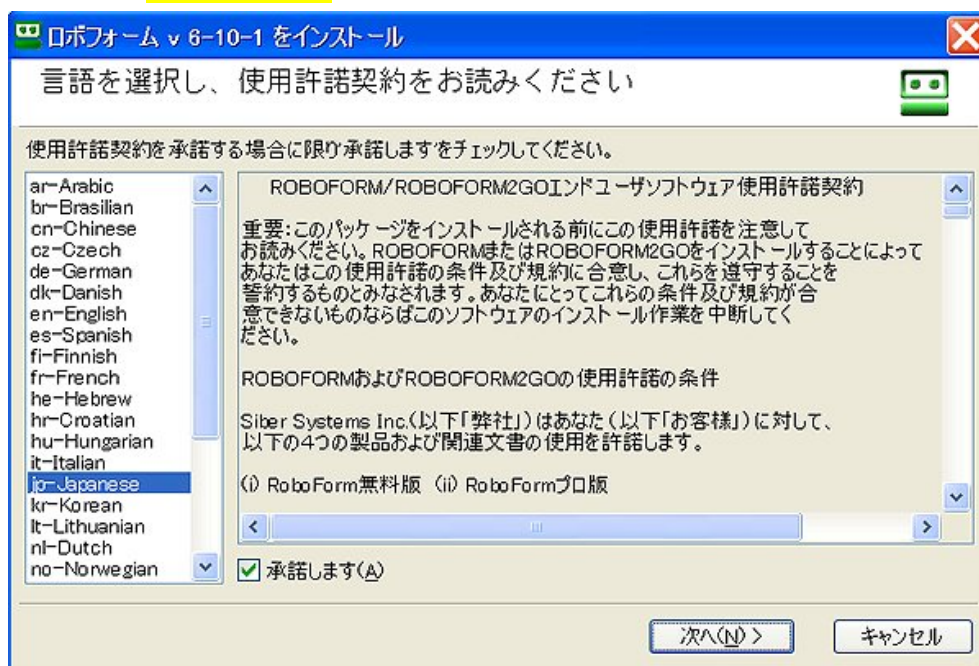 ロボフォーム v 6-10-1 をインストール
言語を選択し、使用許諾契約をお読みください
使用許諾契約を承諾する場合に限り承諾しますをチェックしてください。
ar-Arabic
br-Brasilian
cn-Chinese
cz-Czech
de-German
dk-Danish
en-English
es-Spanish
fi-Finnish
fr-French
he-Hebrew
hr-Croatian
hu-Hungarian
it-Italian
jp-Japanese
kr-Korean
lt-Lithuanian
nl-Dutch
no-Norwegian
ROBOFORM/ROBOFORM2GOエンドユーザソフトウェア使用許諾契約
重要:このパッケージをインストールされる前にこの使用許諾を注意して
お読みください。ROBOFORMまたはROBOFORM2GOをインストールすることによって
あなたはこの使用許諾の条件及び規約に合意し、これらを遵守することを
誓約するものとみなされます。あなたにとってこれらの条件及び規約が合
意できないものならばこのソフトウェアのインストール作業を中断してく
ださい。
ROBOFORMおよびROBOFORM2GOの使用許諾の条件
Siber Systems Inc.(以下「弊社」)はあなた(以下「お客様」)に対して、
以下の4つの製品および関連文書の使用を許諾します。
(i) RoboForm無料版 (ii) RoboFormプロ版
承諾します(A)
次へ(N) >
キャンセル